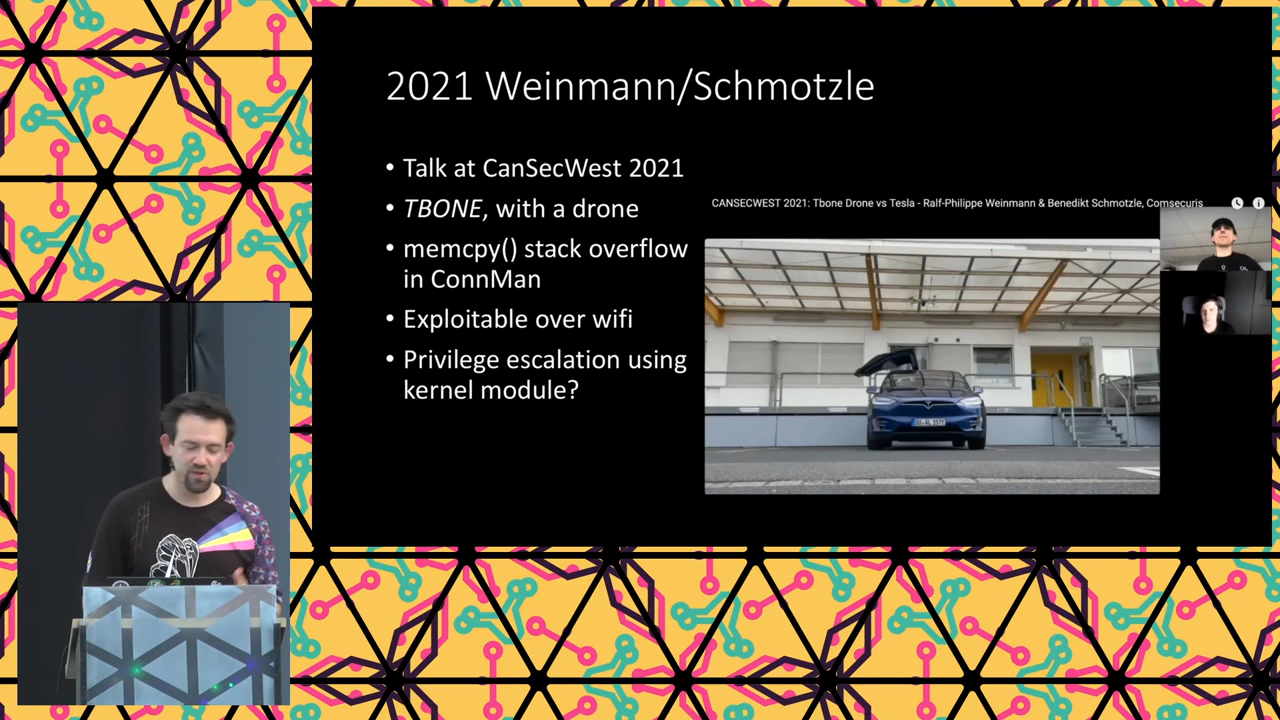 2021 Weinmann/Schmotzle
• Talk at CanSecWest 2021
• TBONE, with a drone
• memcpy() stack overflow
in ConnMan
• Exploitable over wifi
• Privilege escalation using
kernel module?
CANSECWEST 2021: Tbone Drone vs Tesla - Ralf-Philippe Weinmann & Benedikt Schmotzle, Comsecuris